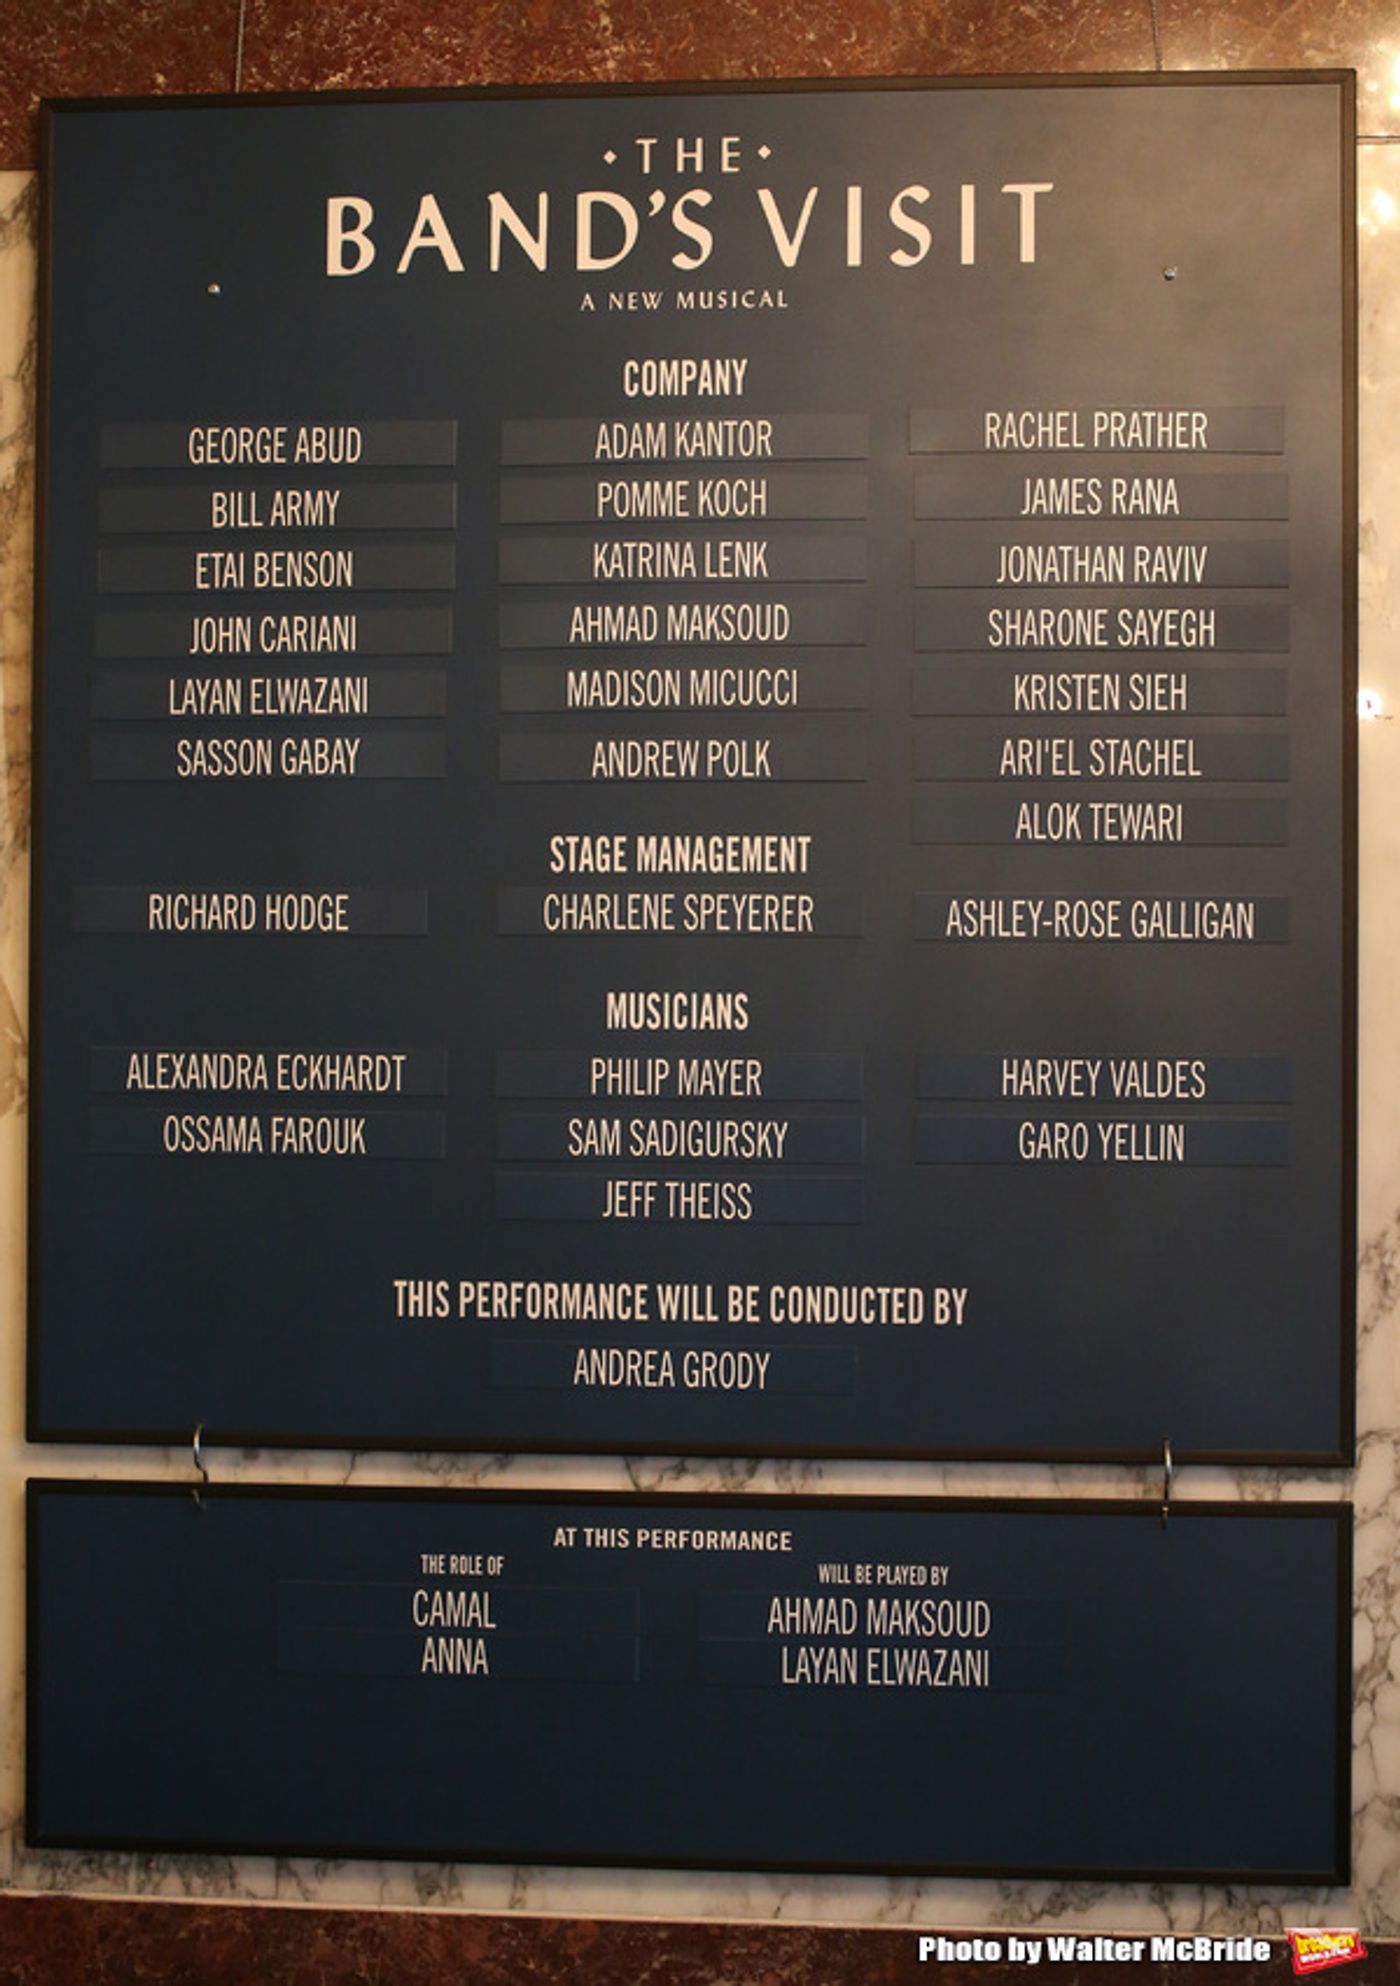 • THE •
BAND'S VISIT
A NEW MUSICAL
COMPANY
GEORGE ABUD ADAM KANTOR RACHEL PRATHER
BILL ARMY POMME KOCH JAMES RANA
ETAI BENSON KATRINA LENK JONATHAN RAVIV
JOHN CARIANI AHMAD MAKSOUD SHARONE SAYEGH
LAYAN ELWAZANI MADISON MICUCCI KRISTEN SIEH
SASSON GABAY ANDREW POLK ARI'EL STACHEL
ALOK TEWARI
STAGE MANAGEMENT
RICHARD HODGE CHARLENE SPEYERER ASHLEY-ROSE GALLIGAN
MUSICIANS
ALEXANDRA ECKHARDT PHILIP MAYER HARVEY VALDES
OSSAMA FAROUK SAM SADIGURSKY GARO YELLIN
JEFF THEISS
THIS PERFORMANCE WILL BE CONDUCTED BY
ANDREA GRODY
AT THIS PERFORMANCE
THE ROLE OF WILL BE PLAYED BY
CAMAL AHMAD MAKSOUD
ANNA LAYAN ELWAZANI
Photo by Walter McBride